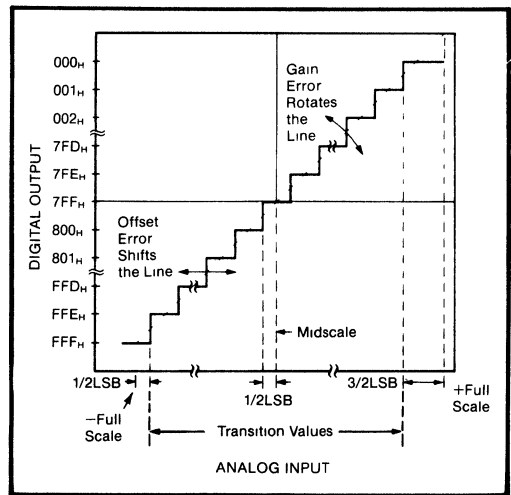 DIGITAL OUTPUT
000H
001H
002H
7FDH
7FEH
7FFH
800H
801H
FFDH
FFEH
FFFH
Gain
Error
Rotates
the
Line
Offset
Error
Shifts
the Line
Midscale
1/2LSB
1/2LSB
3/2LSB
+Full
Scale
−Full
Scale
Transition Values
ANALOG INPUT